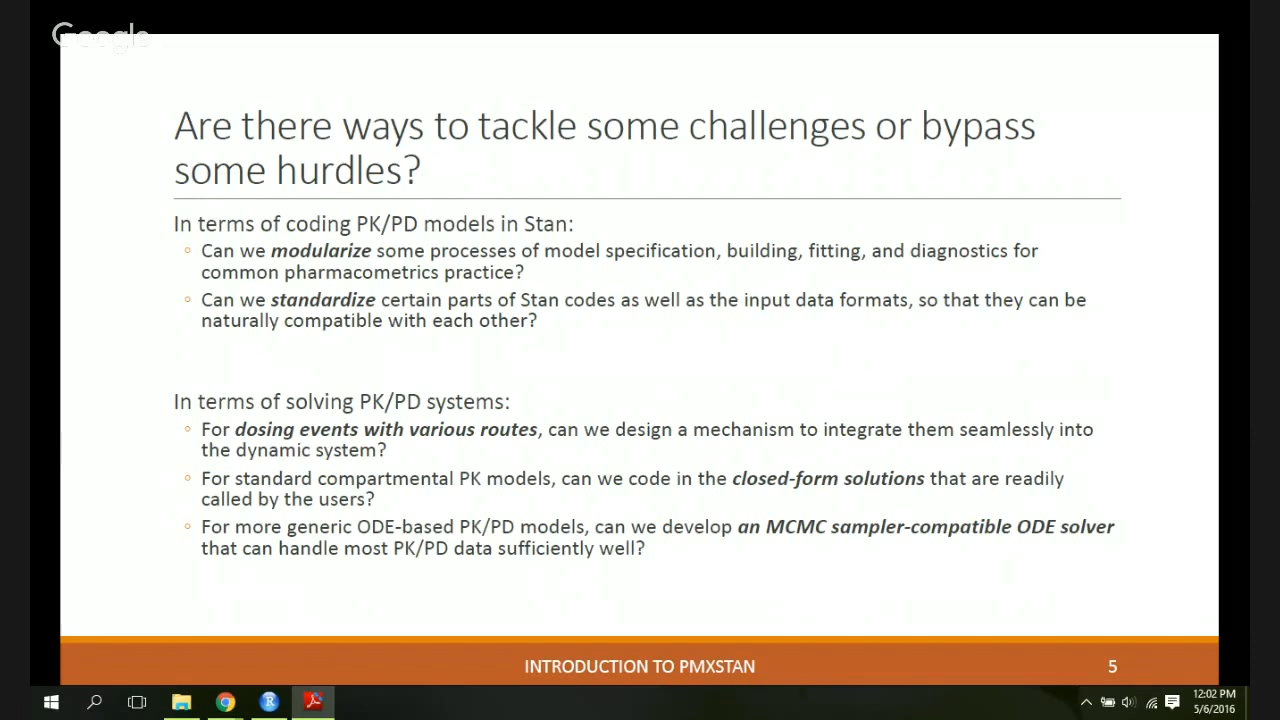 Google
Are there ways to tackle some challenges or bypass
some hurdles?
In terms of coding PK/PD models in Stan:
◦ Can we modularize some processes of model specification, building, fitting, and diagnostics for
common pharmacometrics practice?
◦ Can we standardize certain parts of Stan codes as well as the input data formats, so that they can be
naturally compatible with each other?
In terms of solving PK/PD systems:
◦ For dosing events with various routes, can we design a mechanism to integrate them seamlessly into
the dynamic system?
◦ For standard compartmental PK models, can we code in the closed-form solutions that are readily
called by the users?
◦ For more generic ODE-based PK/PD models, can we develop an MCMC sampler-compatible ODE solver
that can handle most PK/PD data sufficiently well?
INTRODUCTION TO PMXSTAN 5
12:02 PM
5/6/2016